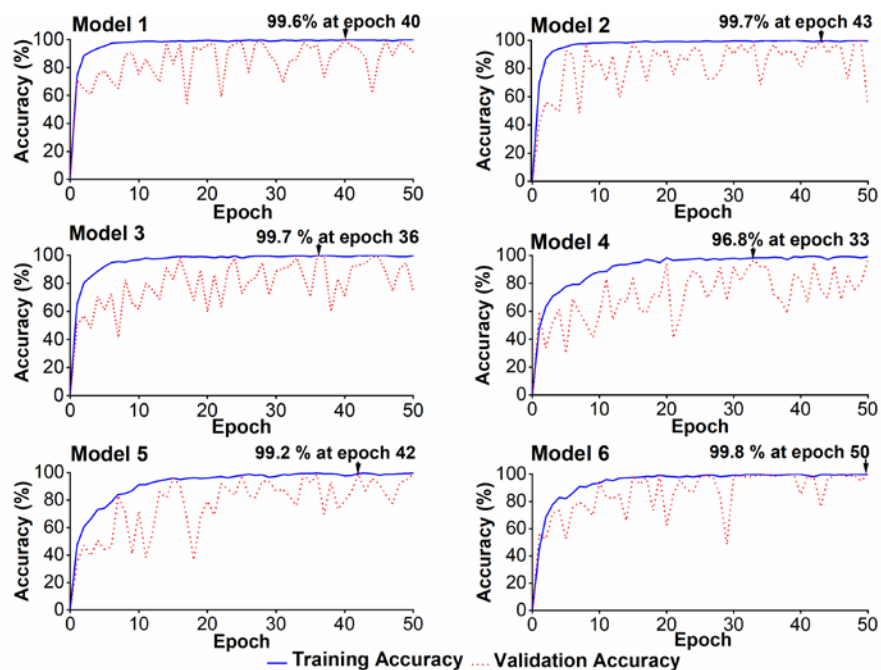 Model 1
99.6% at epoch 40
Accuracy (%)
100
80
60
40
20
0
0 10 20 30 40 50
Epoch
Model 2
99.7% at epoch 43
Accuracy (%)
100
80
60
40
20
0
0 10 20 30 40 50
Epoch
Model 3
99.7 % at epoch 36
Accuracy (%)
100
80
60
40
20
0
0 10 20 30 40 50
Epoch
Model 4
96.8% at epoch 33
Accuracy (%)
100
80
60
40
20
0
0 10 20 30 40 50
Epoch
Model 5
99.2 % at epoch 42
Accuracy (%)
100
80
60
40
20
0
0 10 20 30 40 50
Epoch
Model 6
99.8 % at epoch 50
Accuracy (%)
100
80
60
40
20
0
0 10 20 30 40 50
Epoch
Training Accuracy Validation Accuracy